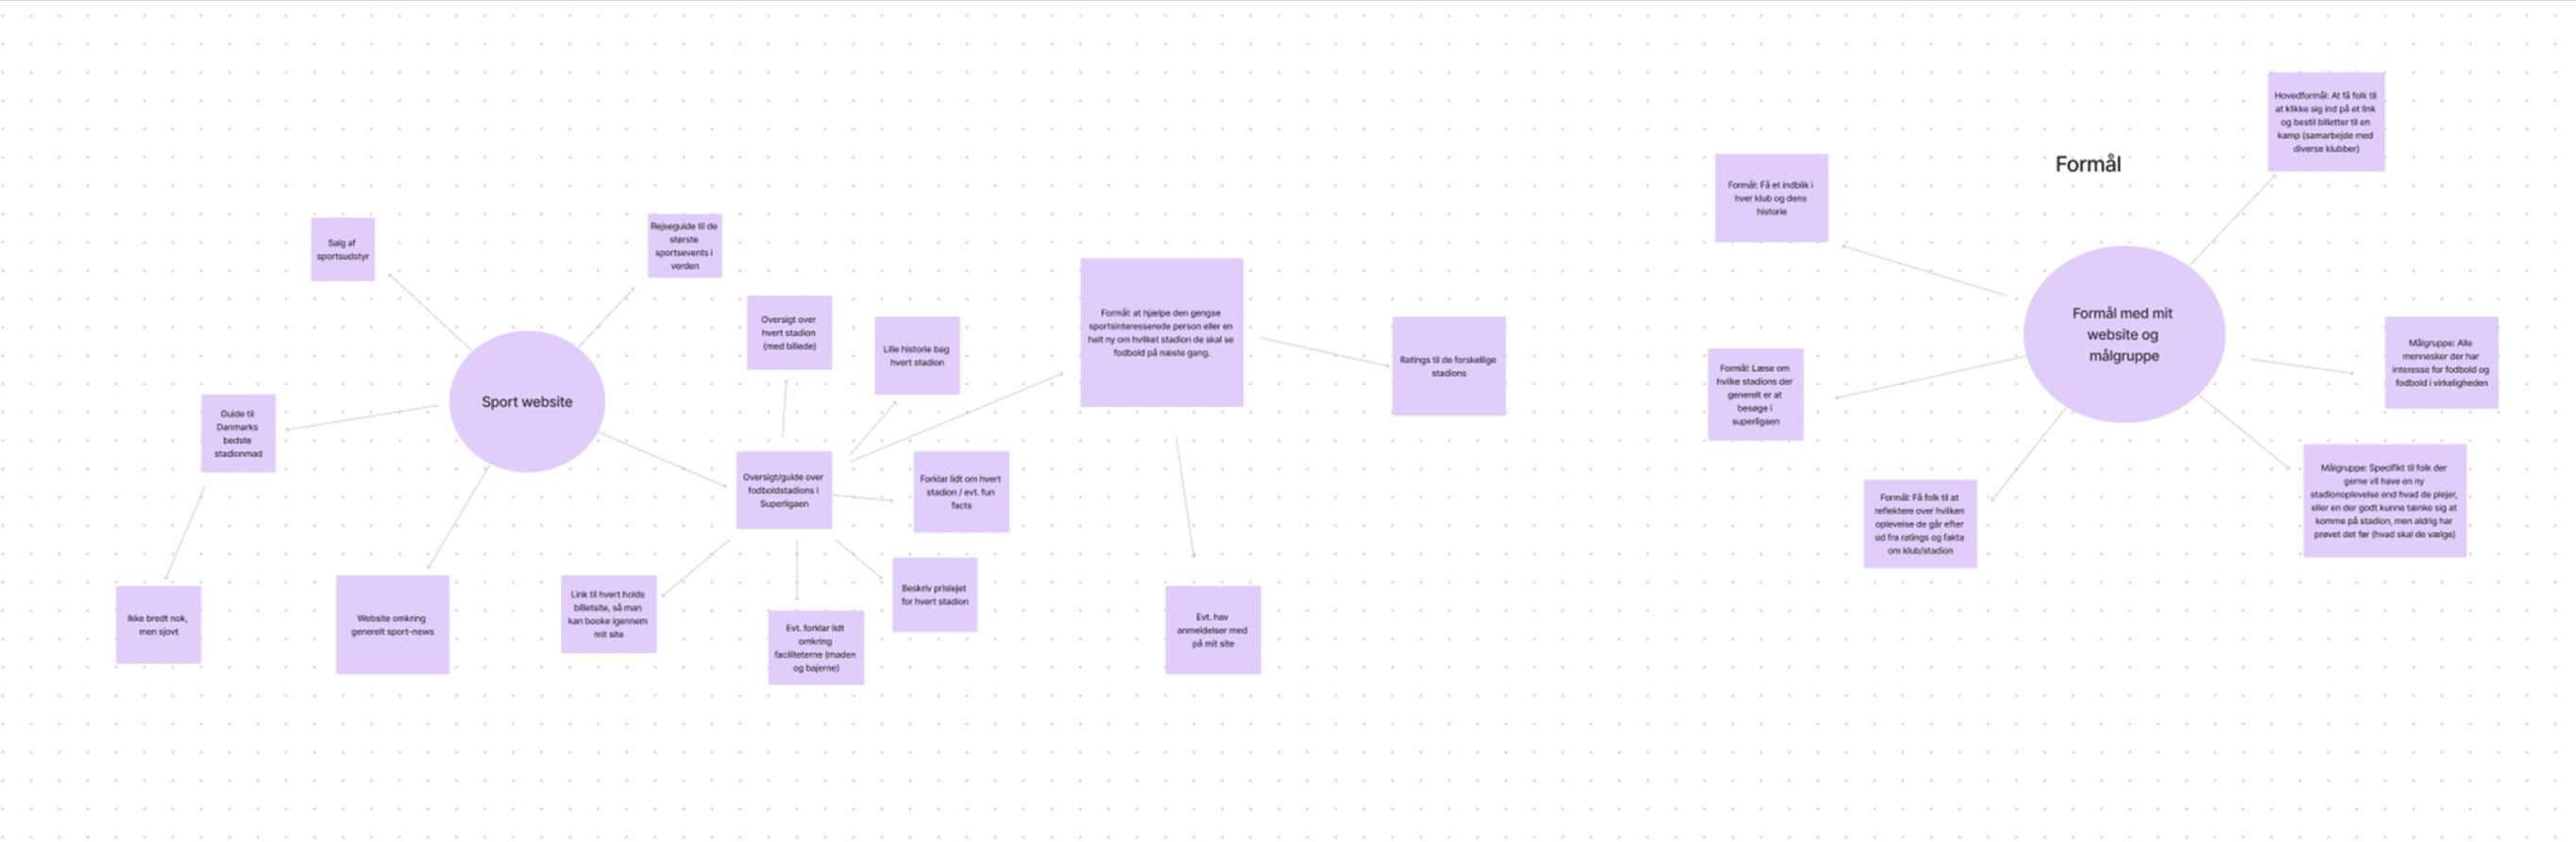 Salg af
sportsudstyr
Rejseguide til de
største
sportsevents i
verden
Sport website
Guide til
Danmarks
bedste
stadionmad
Ikke bredt nok,
men sjovt
Website omkring
generelt sport-news
Oversigt over
hvert stadion
(med billede)
Lille historie bag
hvert stadion
Oversigt/guide over
fodboldstadions i
Superligaen
Forklar lidt om hvert
stadion / evt. fun
facts
Beskriv prislejet
for hvert stadion
Link til hvert holds
billetsite, så man
kan booke igennem
mit site
Evt. forklar lidt
omkring
faciliteterne (maden
og bajerne)
Formål: at hjælpe den gengse
sportsinteresserede person eller en
helt ny om hvilket stadion de skal se
fodbold på næste gang.
Ratings til de forskellige
stadions
Evt. hav
anmeldelser med
på mit site
Formål
Hovedformål: At få folk til
at klikke sig ind på et link
og bestil billetter til en
kamp (samarbejde med
diverse klubber)
Formål: Få et indblik i
hver klub og dens
historie
Formål med mit
website og
målgruppe
Formål: Læse om
hvilke stadions der
generelt er at
besøge i
superligaen
Målgruppe: Alle
mennesker der har
interesse for fodbold og
fodbold i virkeligheden
Formål: Få folk til at
reflektere over hvilken
oplevelse de går efter
ud fra ratings og fakta
om klub/stadion
Målgruppe: Specifikt til folk der
gerne vil have en ny
stadionoplevelse end hvad de plejer,
eller en der godt kunne tænke sig at
komme på stadion, men aldrig har
prøvet det før (hvad skal de vælge)